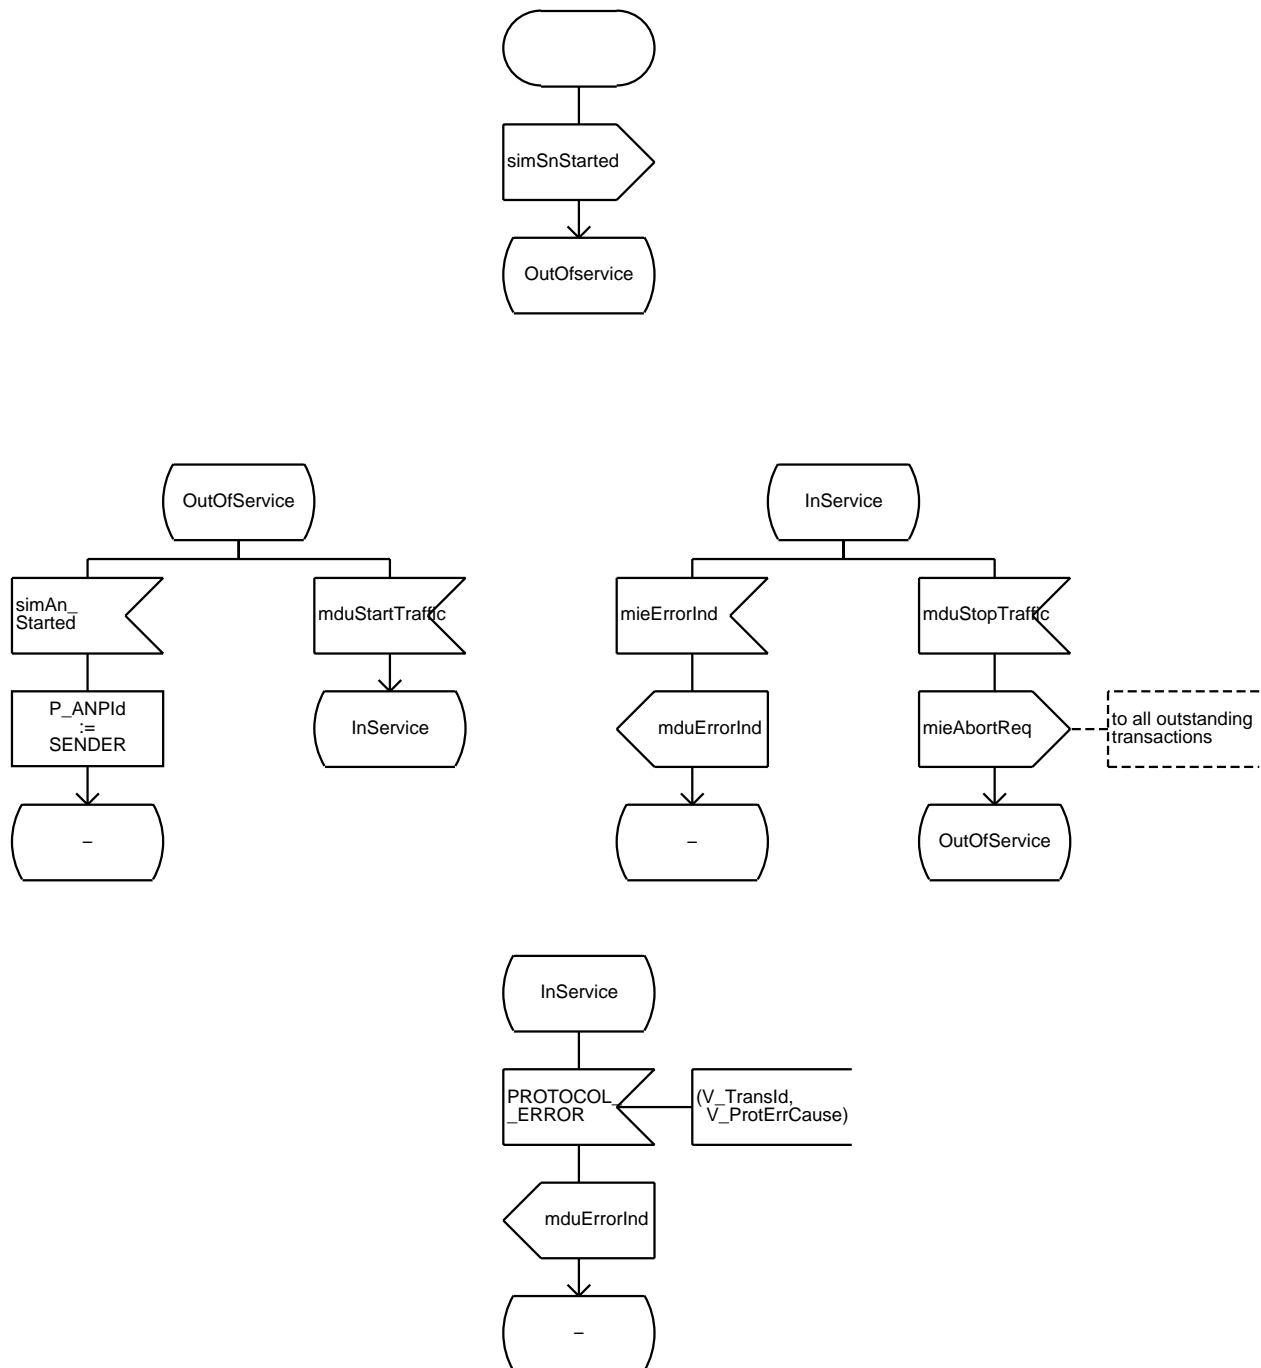 simSnStarted
OutOfservice
OutOfService
InService
simAn_
Started
mduStartTraffic
mieErrorInd
mduStopTraffic
P_ANPId
:=
SENDER
InService
mduErrorInd
mieAbortReq
to all outstanding
transactions
–
–
OutOfService
InService
PROTOCOL_
_ERROR
(V_TransId,
V_ProtErrCause)
mduErrorInd
–